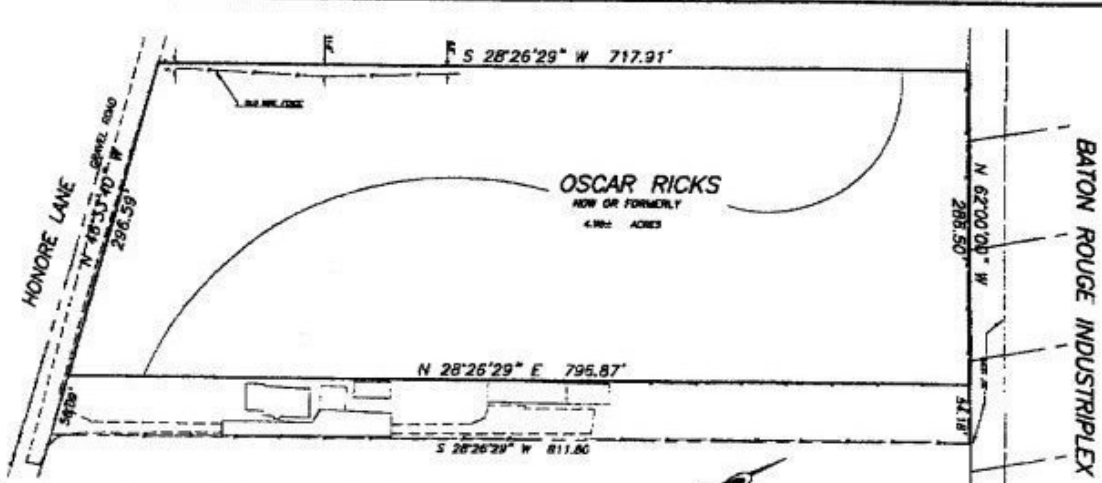 S 28°26'29" W 717.91'
HONORE LANE
GRAVEL ROAD
N 48°33'40" W
296.59'
OSCAR RICKS
NOW OR FORMERLY
ACRES
N 62°00'00" W
288.50'
BATON ROUGE INDUSTRIPLEX
N 28°26'29" E 796.87'
S 28°26'29" W 811.60